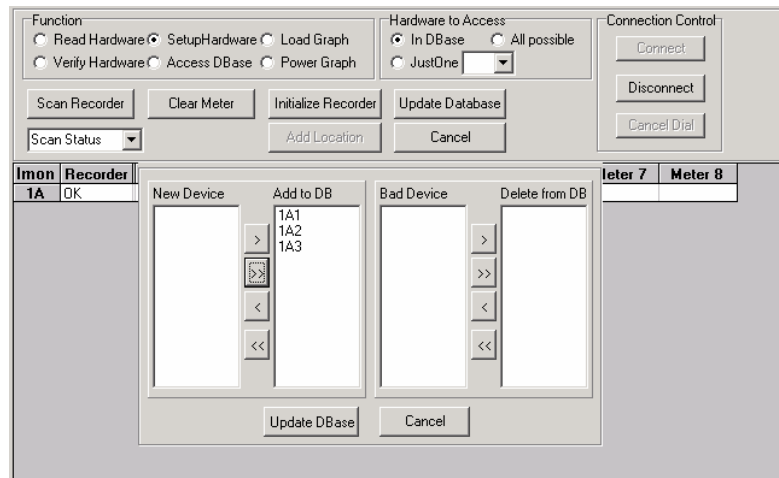 Function
Read Hardware SetupHardware Load Graph
Verify Hardware Access DBase Power Graph
Hardware to Access
In DBase All possible
JustOne
Connection Control
Connect
Disconnect
Cancel Dial
Scan Recorder Clear Meter Initialize Recorder Update Database
Scan Status Add Location Cancel
Imon Recorder leter 7 Meter 8
1A OK
New Device Add to DB Bad Device Delete from DB
1A1
1A2
1A3
> >
>> >>
< <
<< <<
Update DBase Cancel